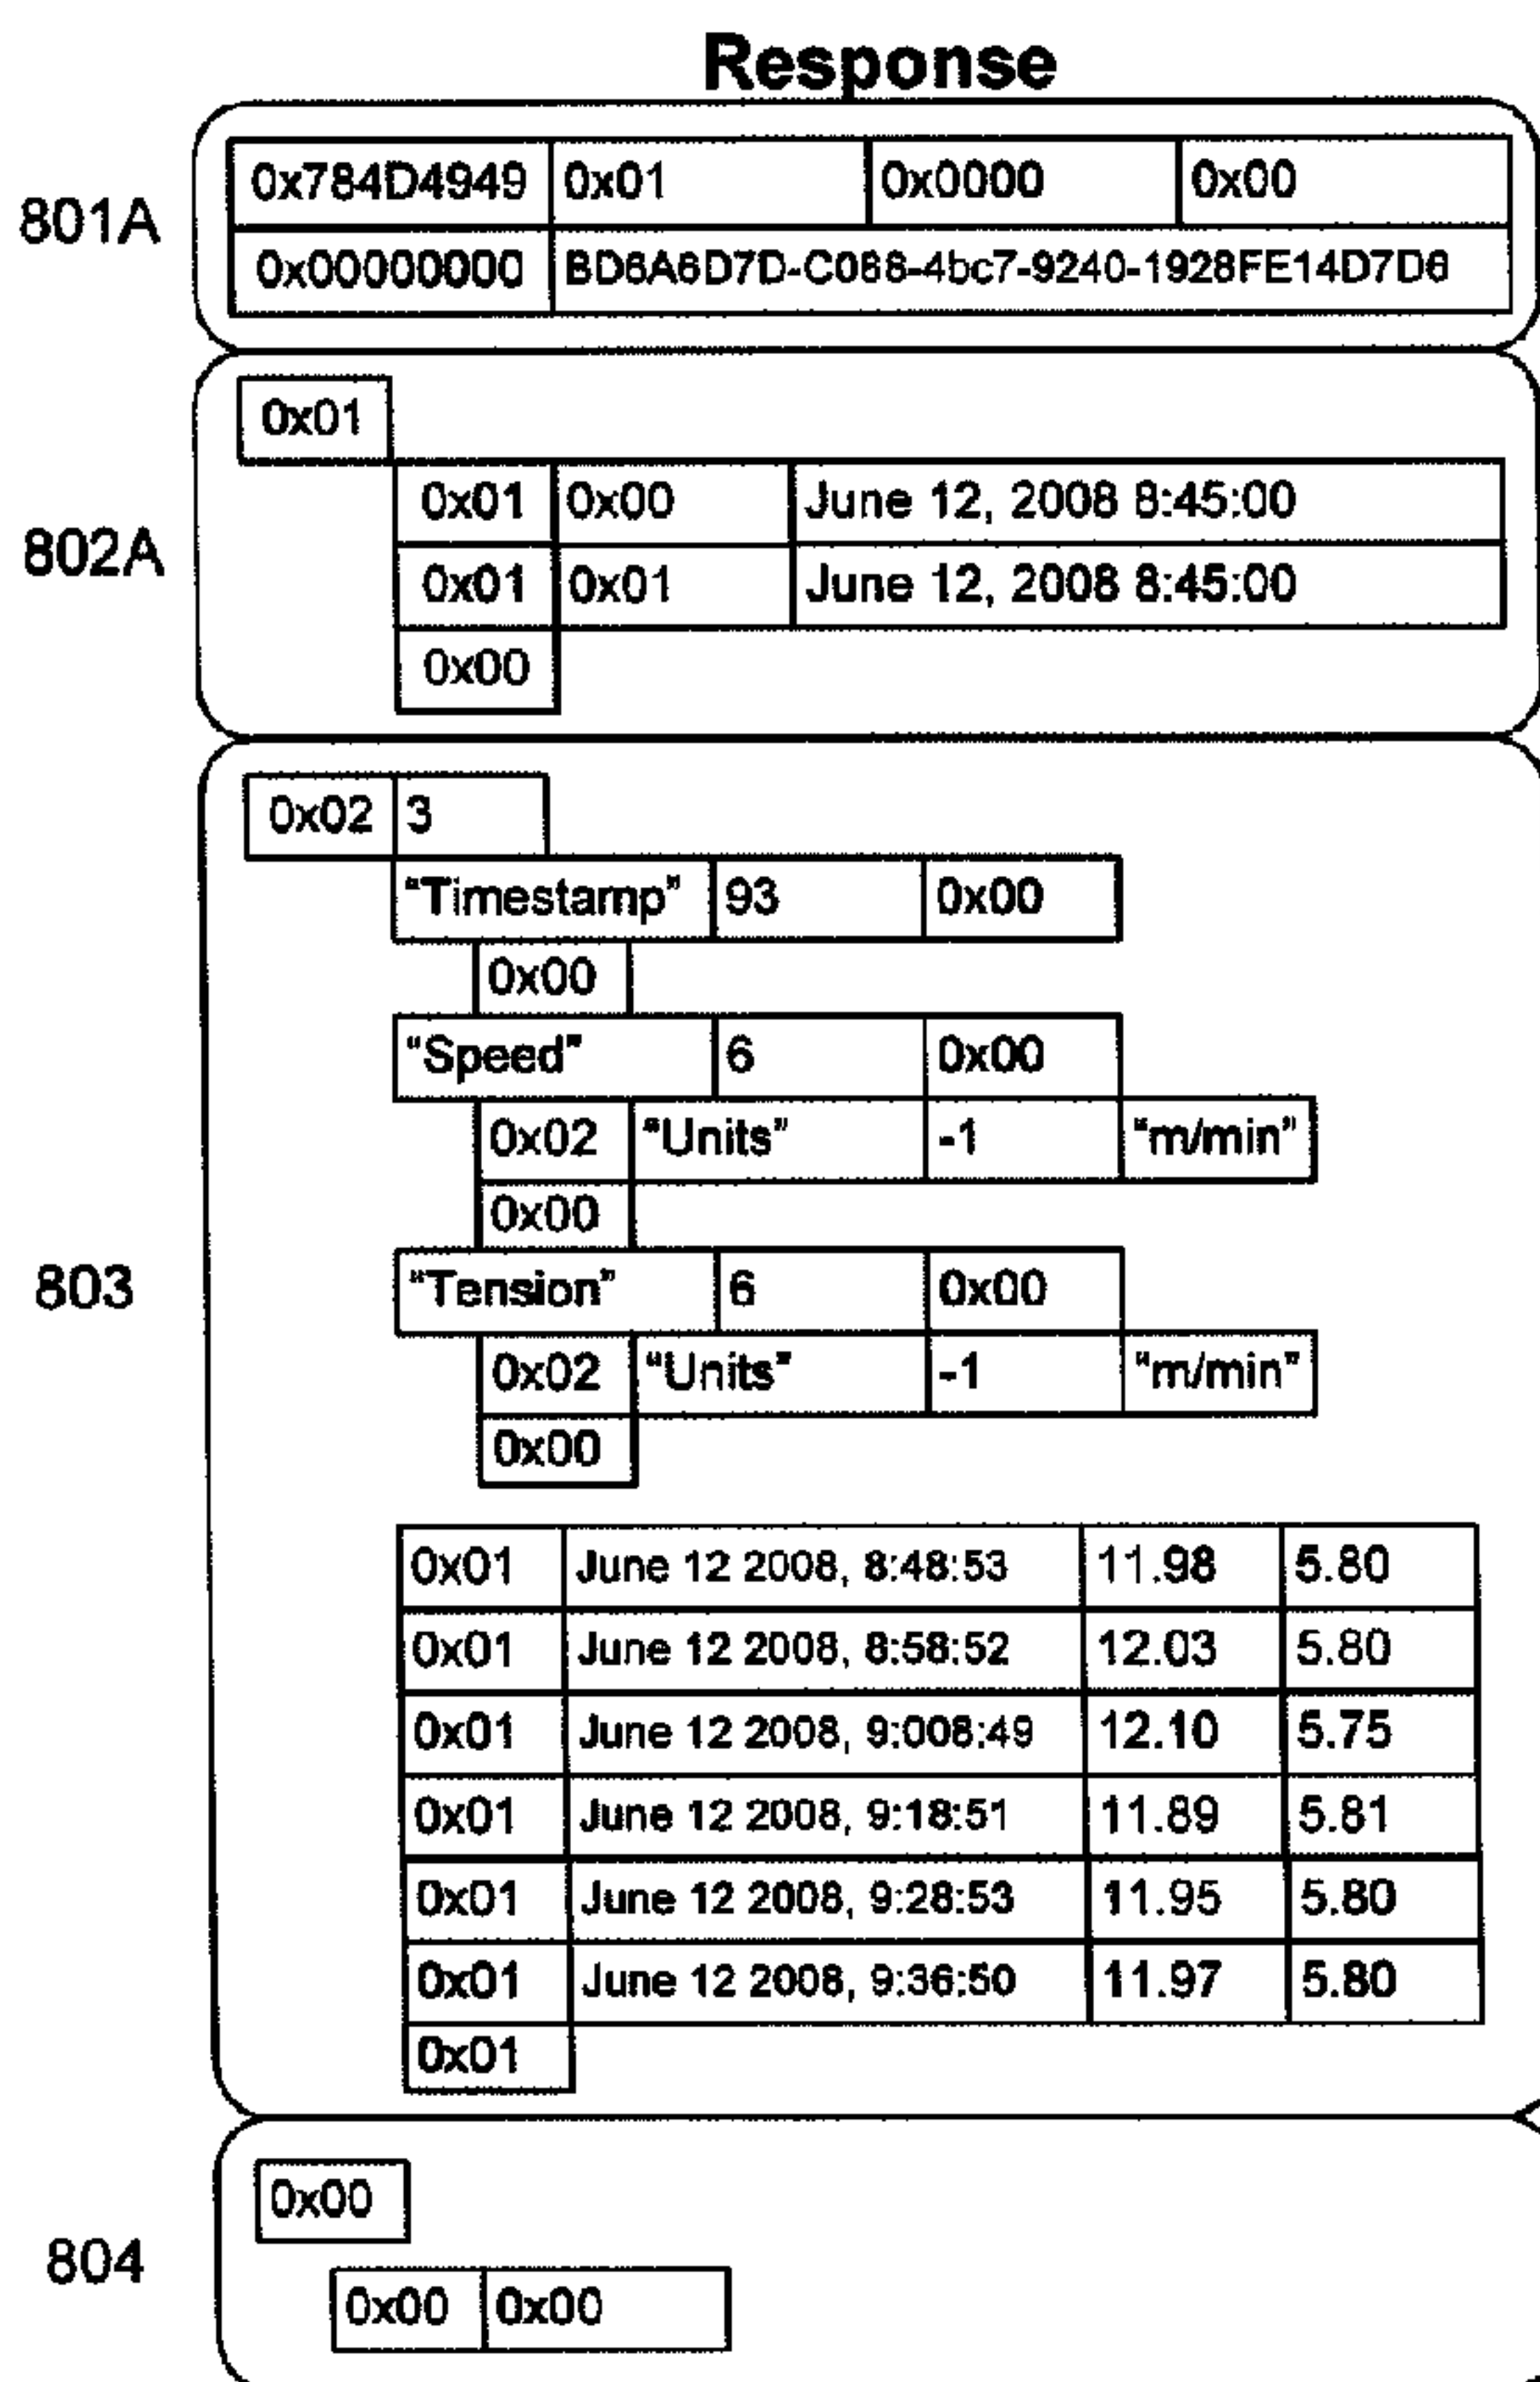 Response
801A
0x784D4949 0x01 0x0000 0x00
0x00000000 BD6A6D7D-C068-4bc7-9240-1928FE14D7D6
802A
0x01
0x01 0x00 June 12, 2008 8:45:00
0x01 0x01 June 12, 2008 8:45:00
0x00
803
0x02 3
"Timestamp" 93 0x00
0x00
"Speed" 6 0x00
0x02 "Units" -1 "m/min"
0x00
"Tension" 6 0x00
0x02 "Units" -1 "m/min"
0x00
0x01 June 12 2008, 8:48:53 11.98 5.80
0x01 June 12 2008, 8:58:52 12.03 5.80
0x01 June 12 2008, 9:008:49 12.10 5.75
0x01 June 12 2008, 9:18:51 11.89 5.81
0x01 June 12 2008, 9:28:53 11.95 5.80
0x01 June 12 2008, 9:36:50 11.97 5.80
0x01
804
0x00
0x00 0x00